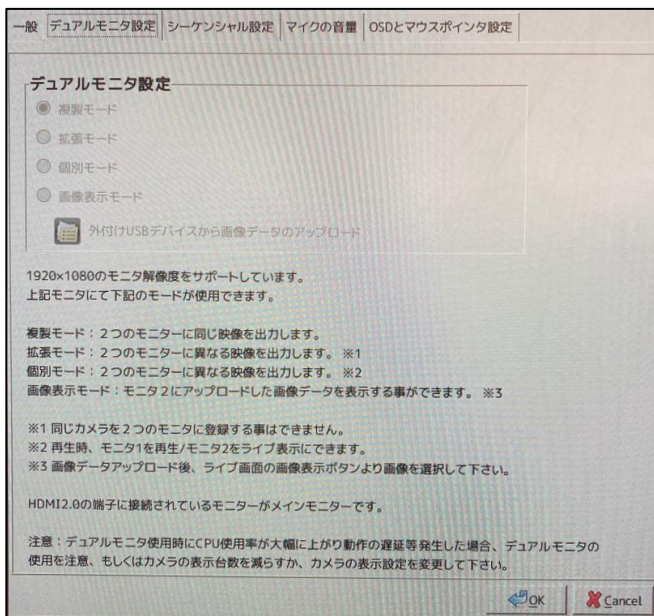 一般 デュアルモニタ設定 シーケンシャル設定 マイクの音量 OSDとマウスポインタ設定
デュアルモニタ設定
複製モード
拡張モード
個別モード
画像表示モード
外付けUSBデバイスから画像データのアップロード
1920×1080のモニタ解像度をサポートしています。
上記モニタにて下記のモードが使用できます。
複製モード：２つのモニターに同じ映像を出力します。
拡張モード：２つのモニターに異なる映像を出力します。 ※1
個別モード：２つのモニターに異なる映像を出力します。 ※2
画像表示モード：モニタ２にアップロードした画像データを表示する事ができます。 ※3
※1 同じカメラを２つのモニタに登録する事はできません。
※2 再生時、モニタ1を再生/モニタ2をライブ表示にできます。
※3 画像データアップロード後、ライブ画面の画像表示ボタンより画像を選択して下さい。
HDMI2.0の端子に接続されているモニターがメインモニターです。
注意：デュアルモニタ使用時にCPU使用率が大幅に上がり動作の遅延等発生した場合、デュアルモニタの
使用を注意、もしくはカメラの表示台数を減らすか、カメラの表示設定を変更して下さい。
OK Cancel